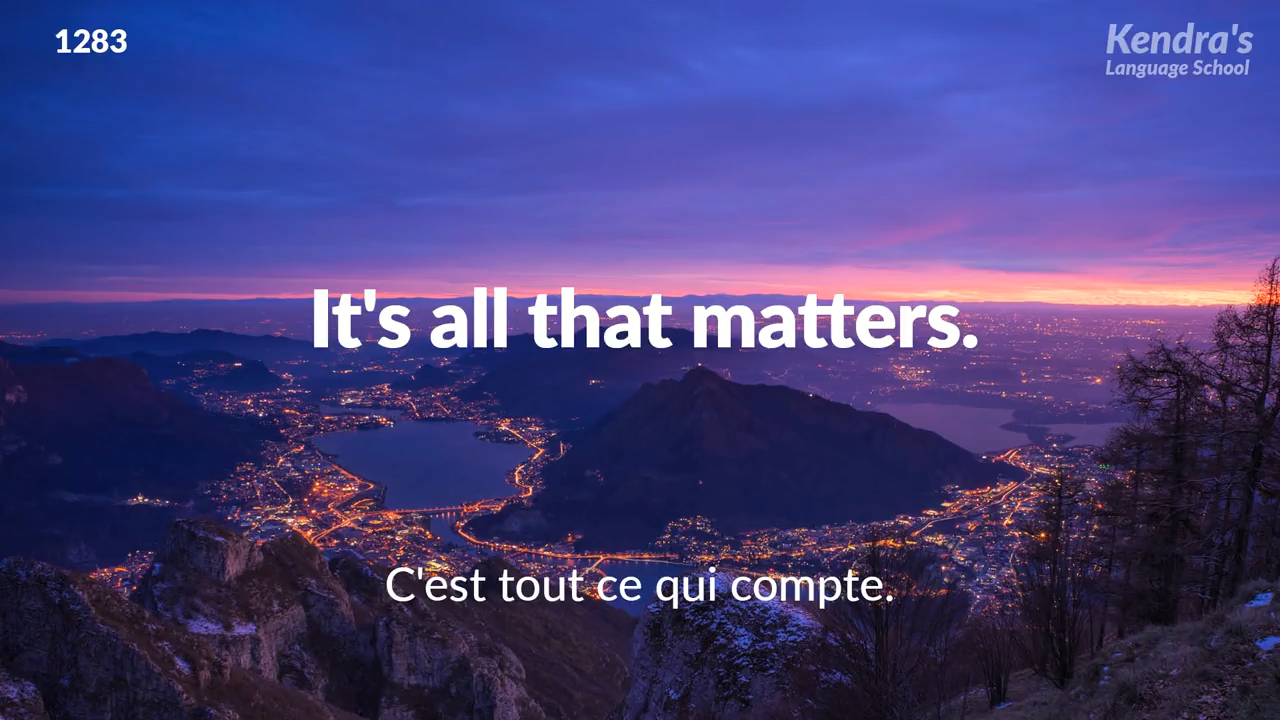 1283
Kendra's
Language School
It's all that matters.
C'est tout ce qui compte.